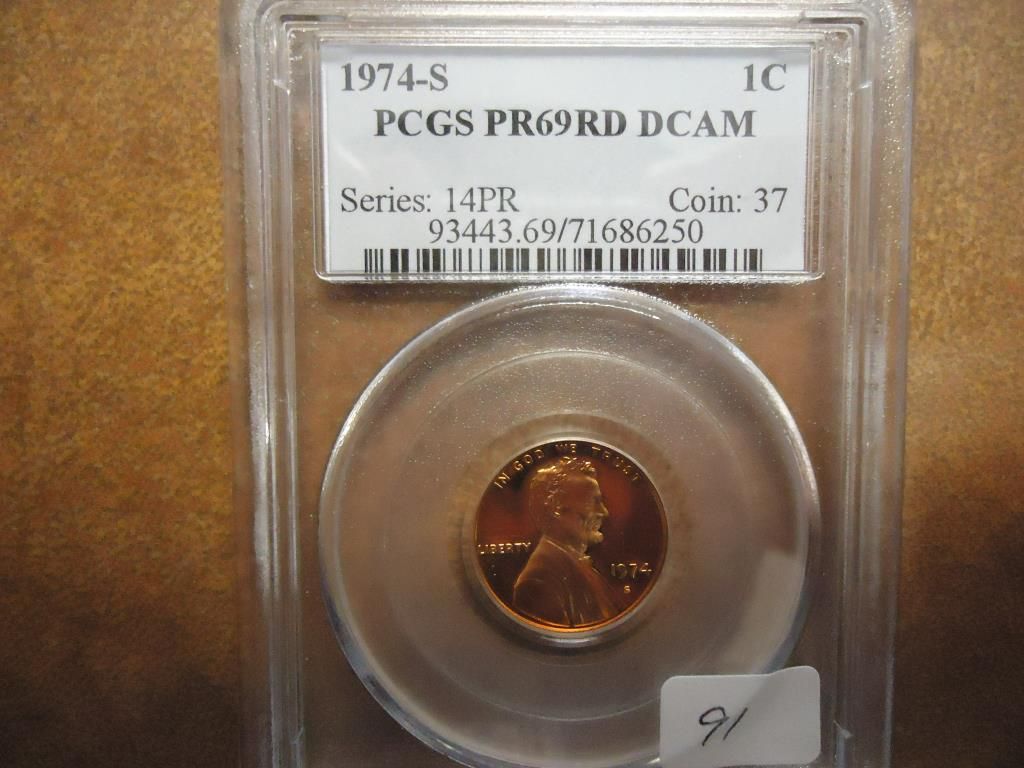 1974-S 1C
PCGS PR69RD DCAM
Series: 14PR Coin: 37
93443.69/71686250
IN GOD WE TRUST
LIBERTY
1974
S
91